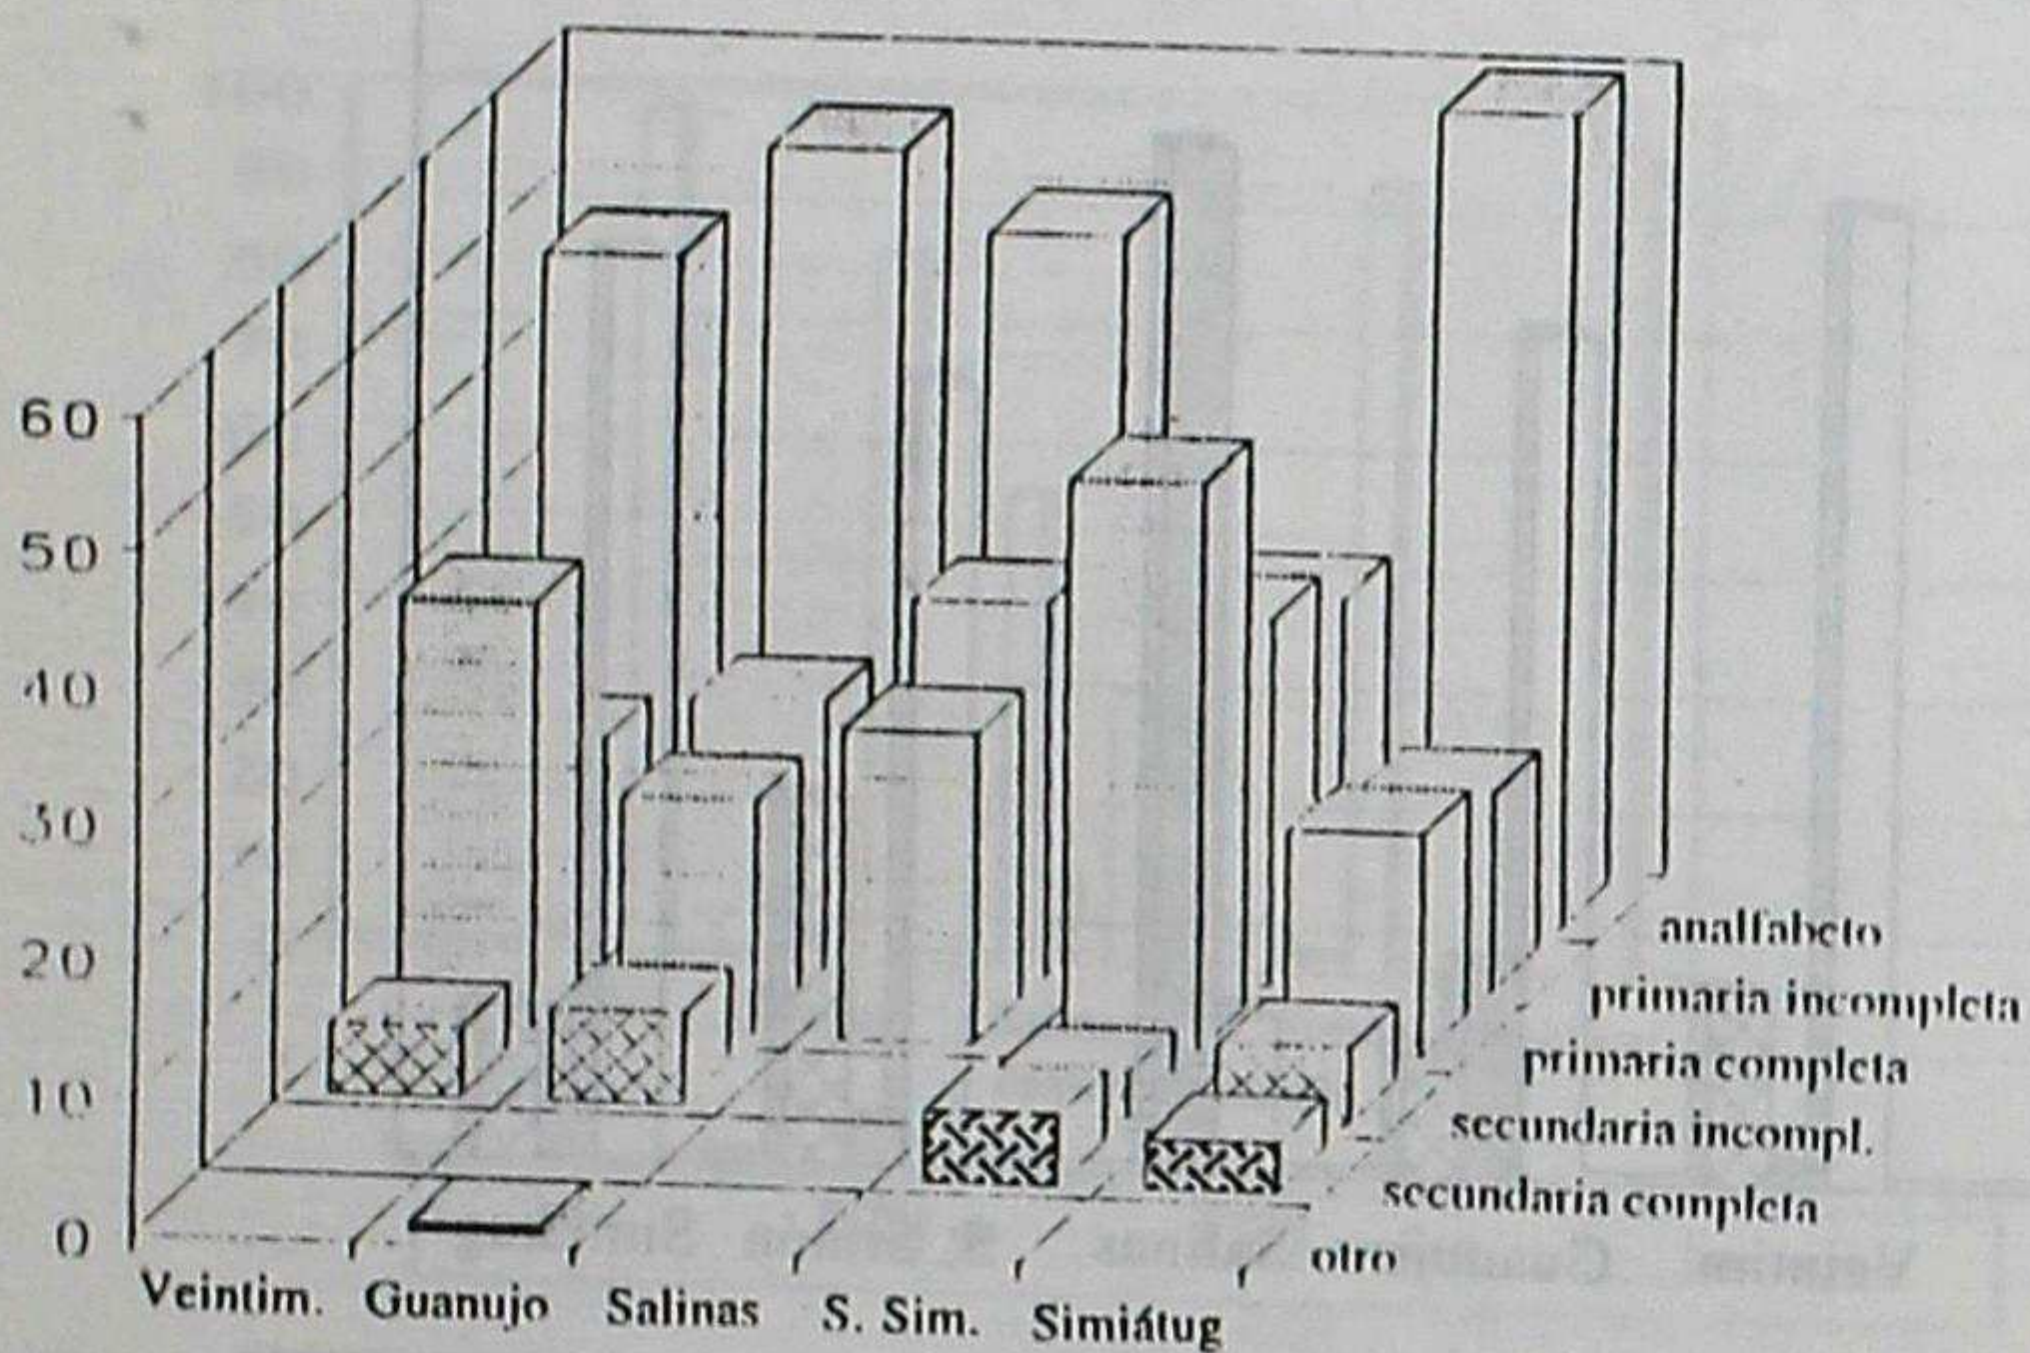 60
50
40
30
20
10
0
analfabeto
primaria incompleta
primaria completa
secundaria incompl.
secundaria completa
otro
Veintim. Guanujo Salinas S. Sim. Simiátug